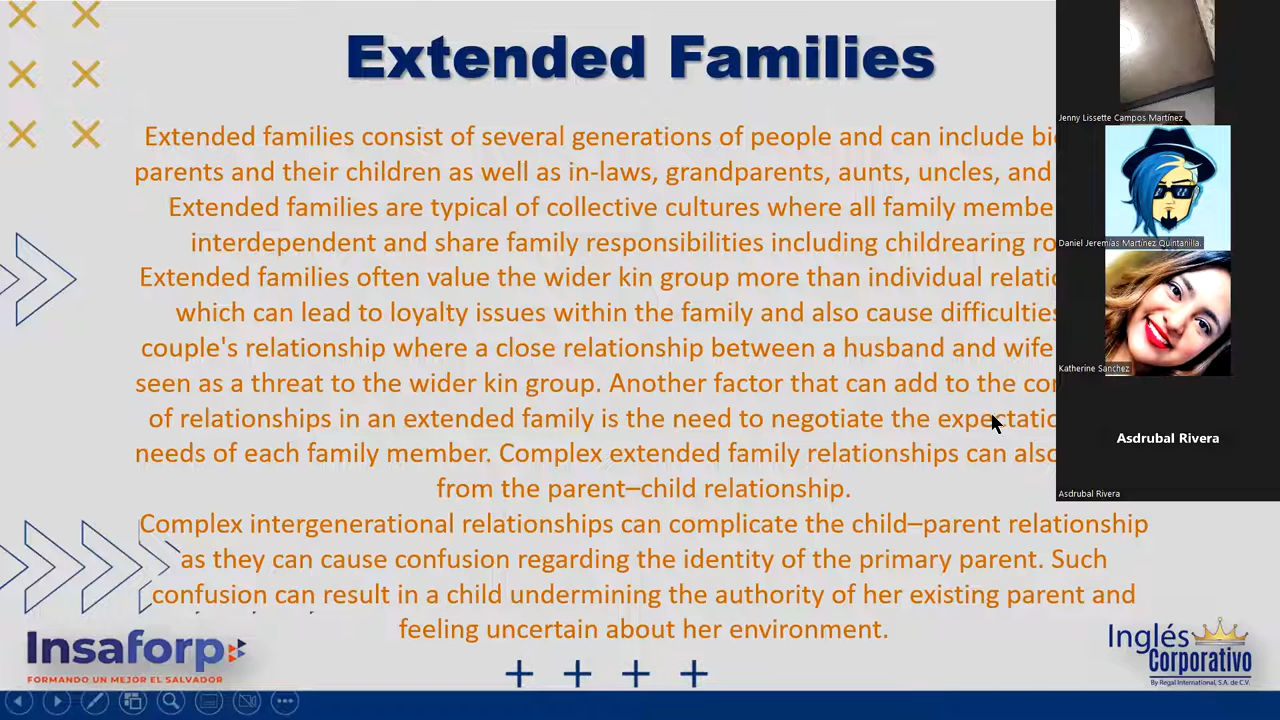 Extended Families
Extended families consist of several generations of people and can include
parents and their children as well as in-laws, grandparents, aunts, uncles, and
Extended families are typical of collective cultures where all family
interdependent and share family responsibilities including childrearing
Extended families often value the wider kin group more than individual
which can lead to loyalty issues within the family and also cause difficulties
couple's relationship where a close relationship between a husband and wife
seen as a threat to the wider kin group. Another factor that can add to the
of relationships in an extended family is the need to negotiate the
needs of each family member. Complex extended family relationships can also
from the parent–child relationship.
Complex intergenerational relationships can complicate the child–parent relationship
as they can cause confusion regarding the identity of the primary parent. Such
confusion can result in a child undermining the authority of her existing parent and
feeling uncertain about her environment.
Jenny Lissette Campos Martínez
Daniel Jeremías Martínez Quintanilla.
Katherine Sanchez
Asdrubal Rivera
Asdrubal Rivera
Insaforp
FORMANDO UN MEJOR EL SALVADOR
Inglés
Corporativo
By Regal International, S.A. de C.V.